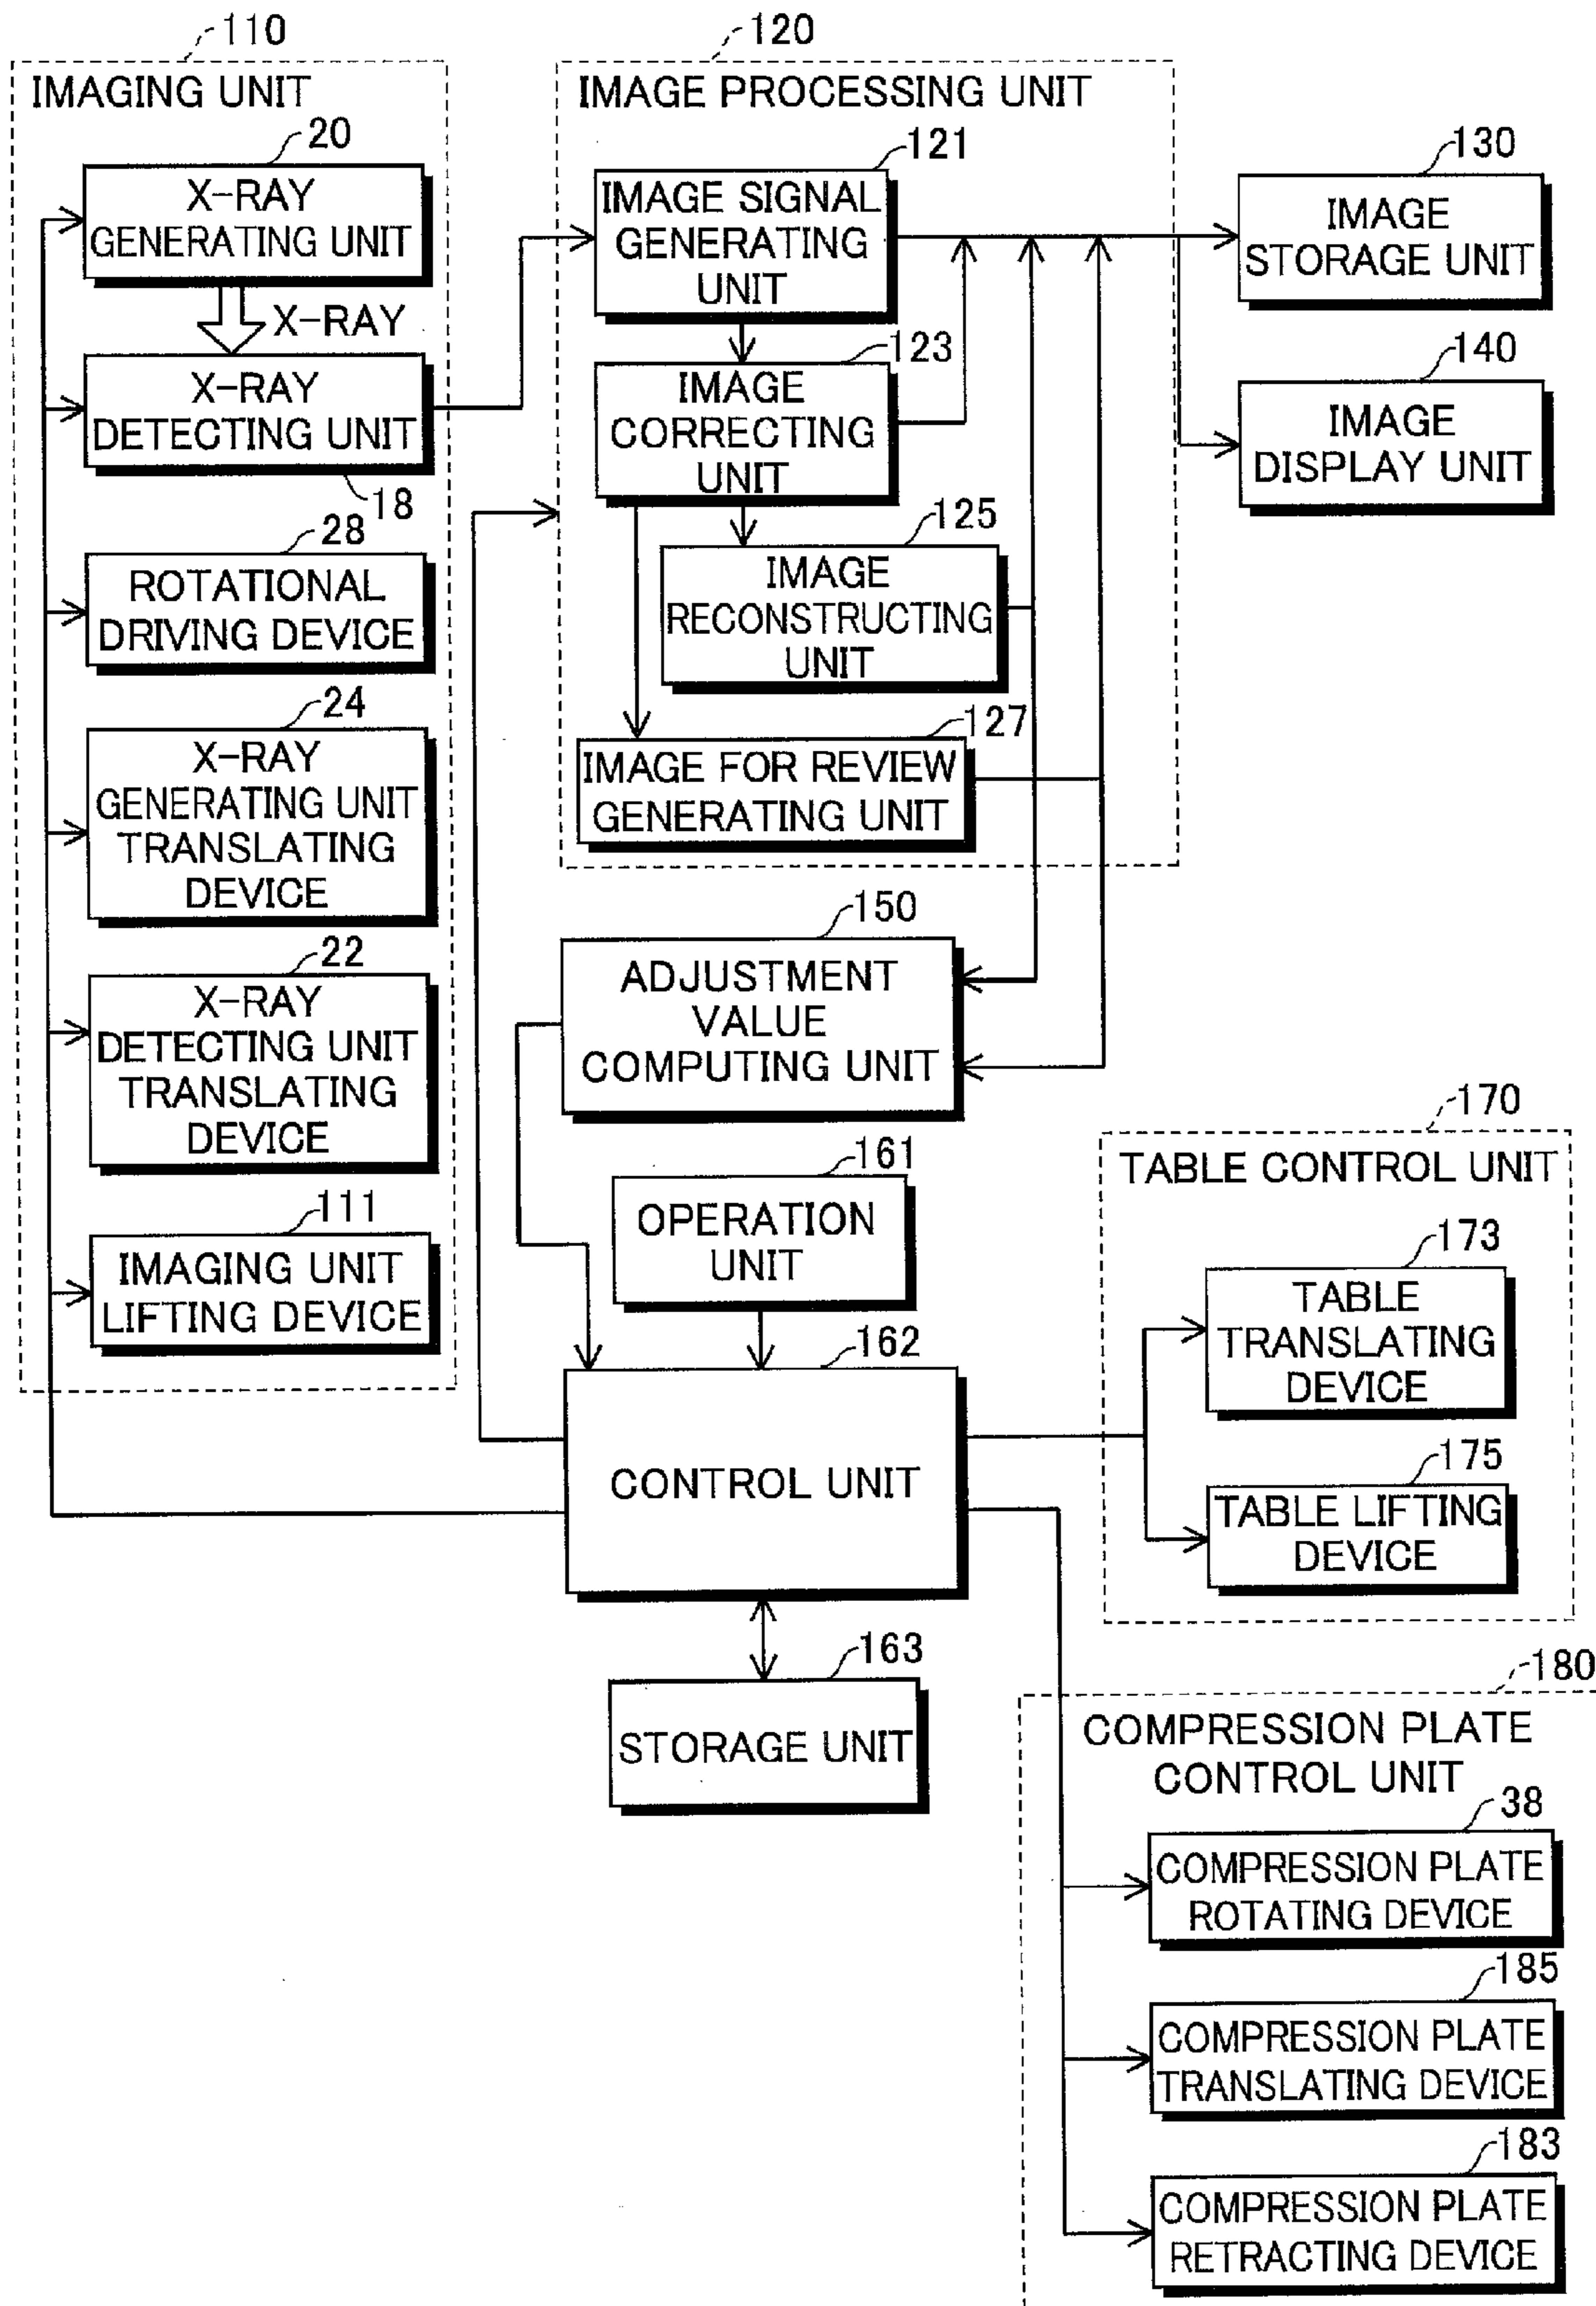 110
IMAGING UNIT
20
X-RAY
GENERATING UNIT
X-RAY
X-RAY
DETECTING UNIT
18
28
ROTATIONAL
DRIVING DEVICE
24
X-RAY
GENERATING UNIT
TRANSLATING
DEVICE
22
X-RAY
DETECTING UNIT
TRANSLATING
DEVICE
111
IMAGING UNIT
LIFTING DEVICE
120
IMAGE PROCESSING UNIT
121
IMAGE SIGNAL
GENERATING
UNIT
123
IMAGE
CORRECTING
UNIT
125
IMAGE
RECONSTRUCTING
UNIT
127
IMAGE FOR REVIEW
GENERATING UNIT
130
IMAGE
STORAGE UNIT
140
IMAGE
DISPLAY UNIT
150
ADJUSTMENT
VALUE
COMPUTING UNIT
161
OPERATION
UNIT
162
CONTROL UNIT
163
STORAGE UNIT
170
TABLE CONTROL UNIT
173
TABLE
TRANSLATING
DEVICE
175
TABLE LIFTING
DEVICE
180
COMPRESSION PLATE
CONTROL UNIT
38
COMPRESSION PLATE
ROTATING DEVICE
185
COMPRESSION PLATE
TRANSLATING DEVICE
183
COMPRESSION PLATE
RETRACTING DEVICE